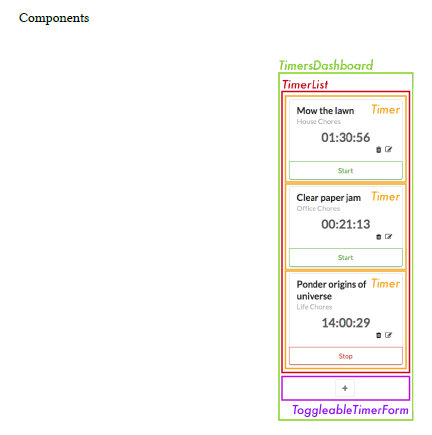 Components
TimersDashboard
TimerList
Mow the lawn Timer
House Chores
01:30:56
Start
Clear paper jam Timer
Office Chores
00:21:13
Start
Ponder origins of Timer
universe
Life Chores
14:00:29
Stop
+
ToggleableTimerForm